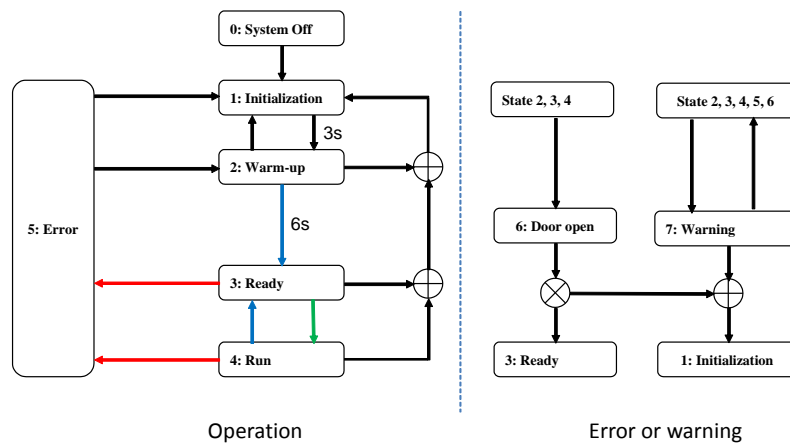 0: System Off
1: Initialization
3s
2: Warm-up
5: Error
6s
3: Ready
4: Run
Operation
State 2, 3, 4
State 2, 3, 4, 5, 6
6: Door open
7: Warning
3: Ready
1: Initialization
Error or warning